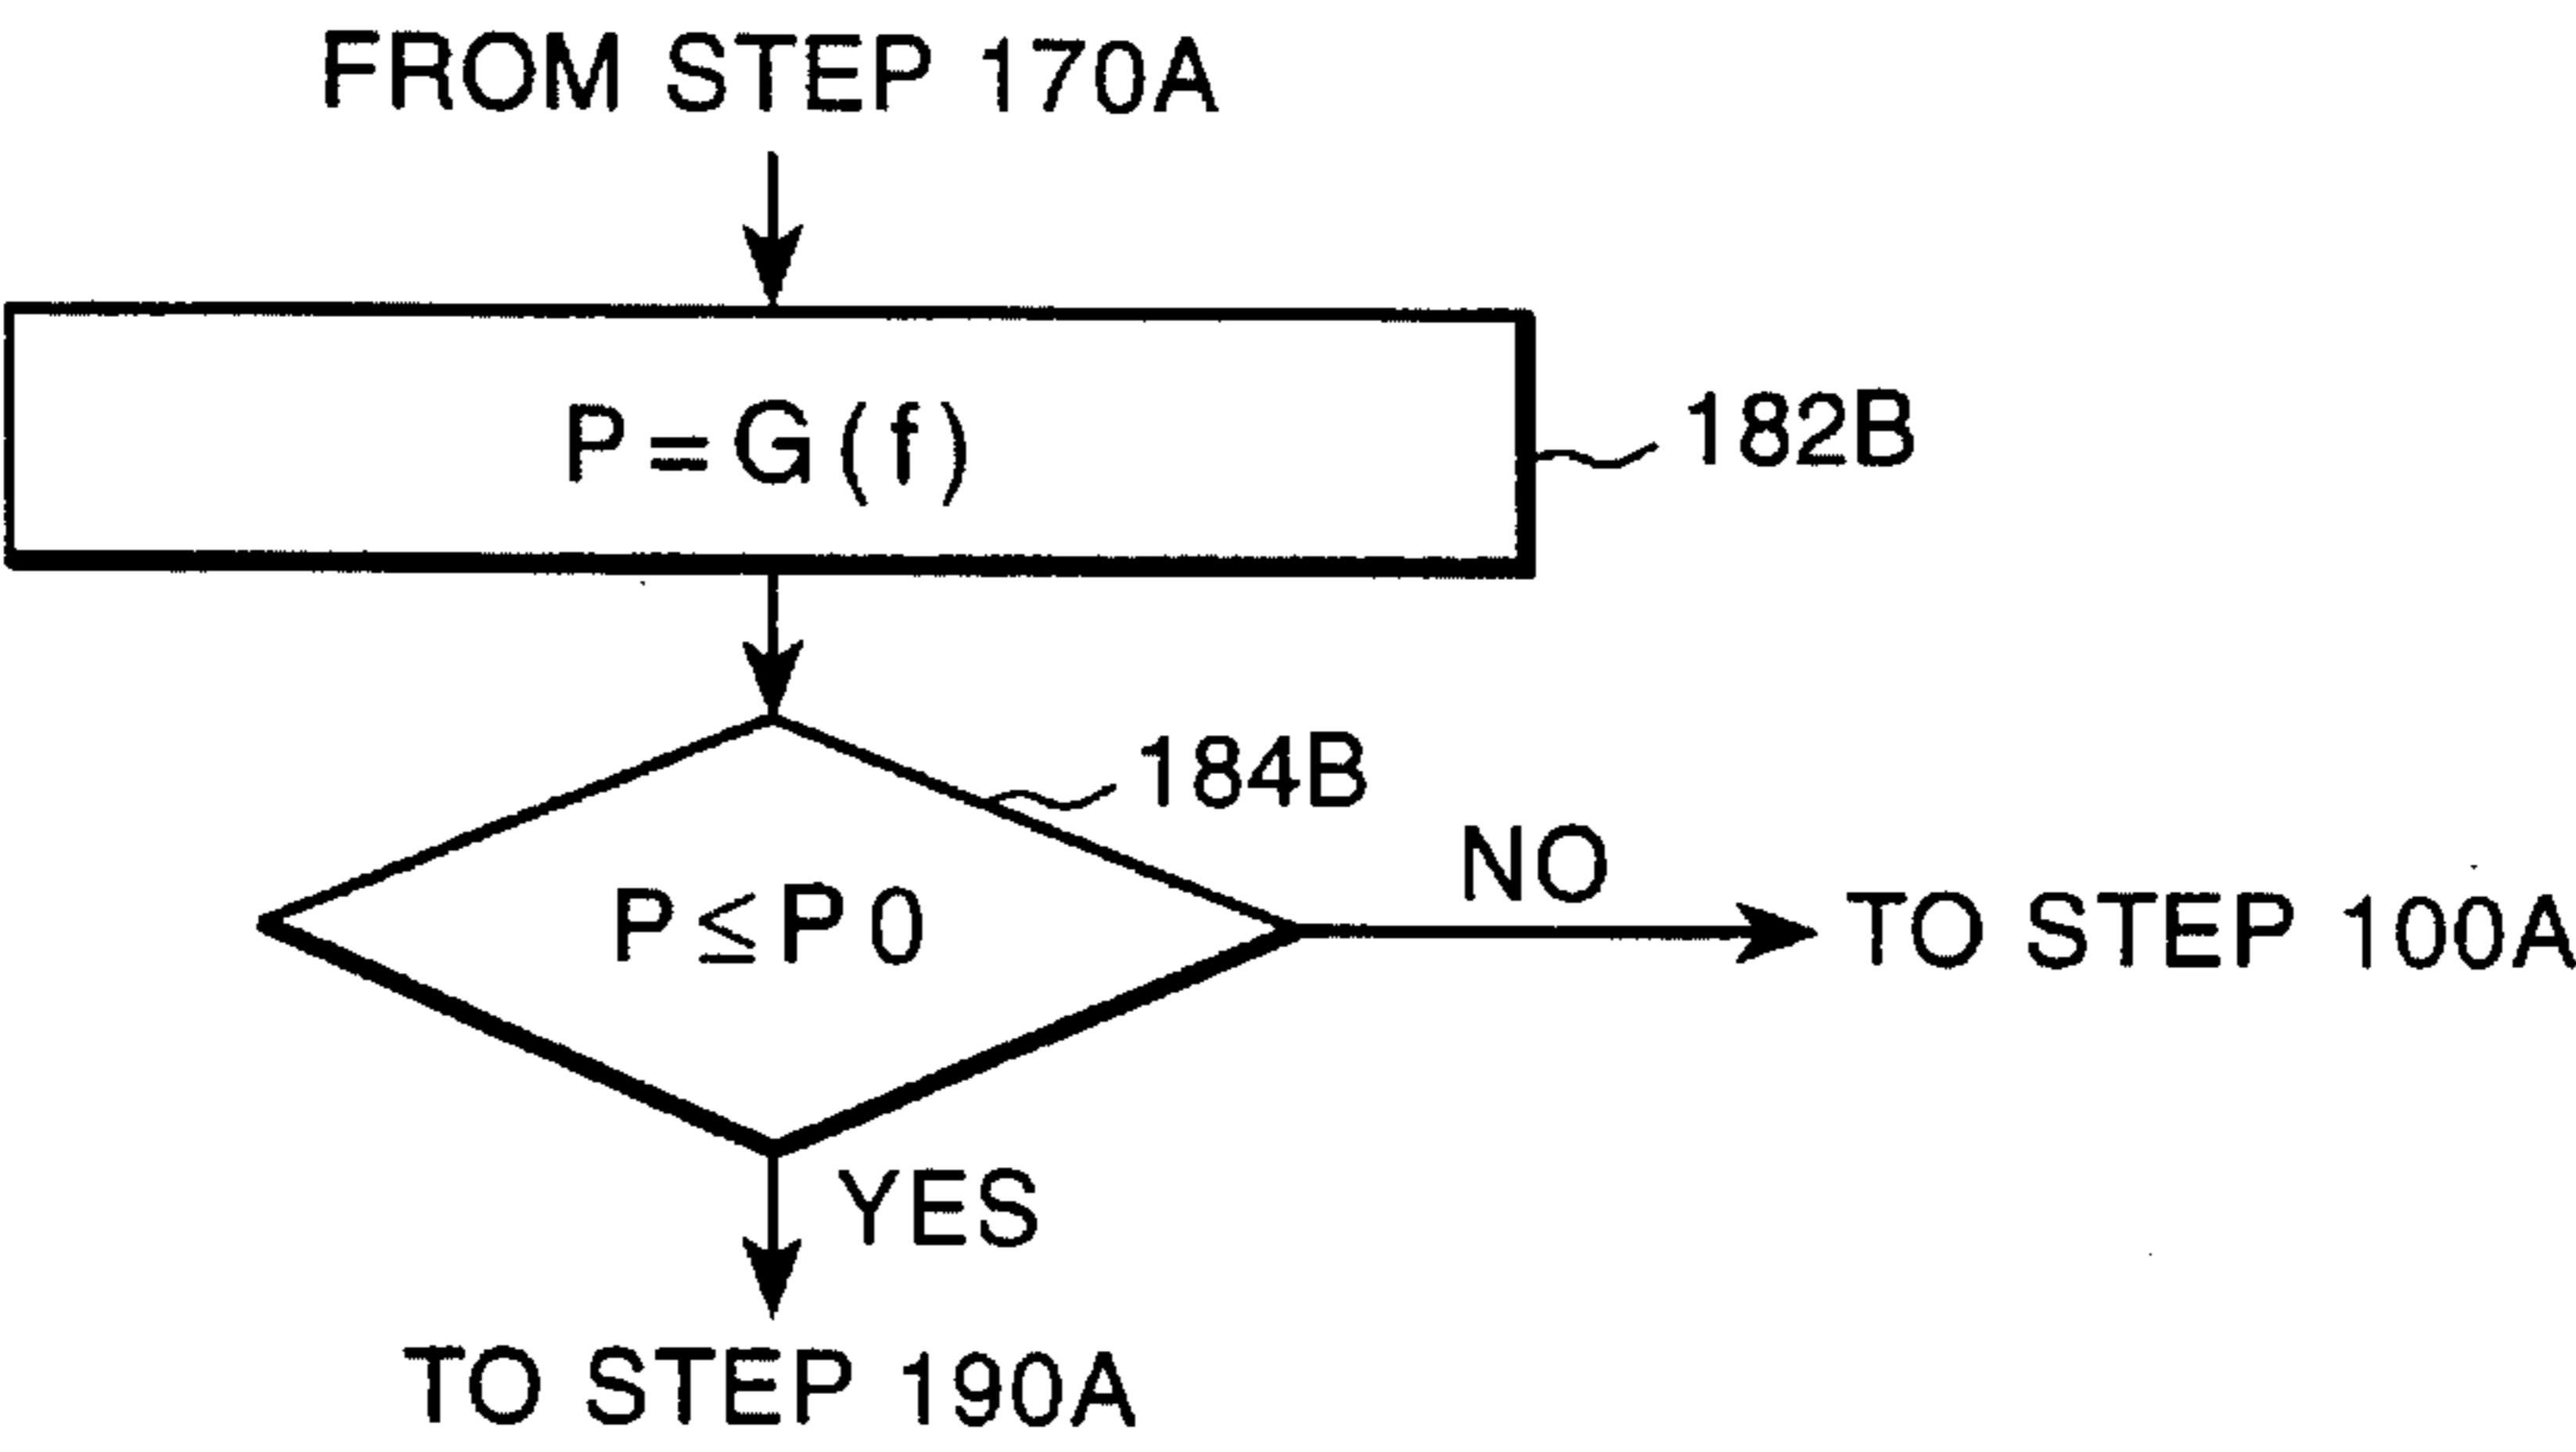 FROM STEP 170A
P=G(f)
182B
184B
P≤P0
NO
TO STEP 100A
YES
TO STEP 190A